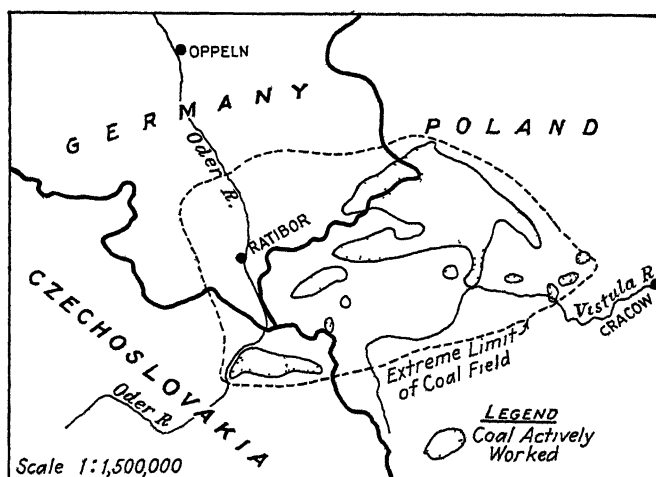 OPPELN
GERMANY
POLAND
Oder R.
RATIBOR
CZECHOSLOVAKIA
Vistula R
CRACOW
Extreme Limit
of Coal Field
Oder R
LEGEND
Coal Actively
Worked
Scale 1:1,500,000